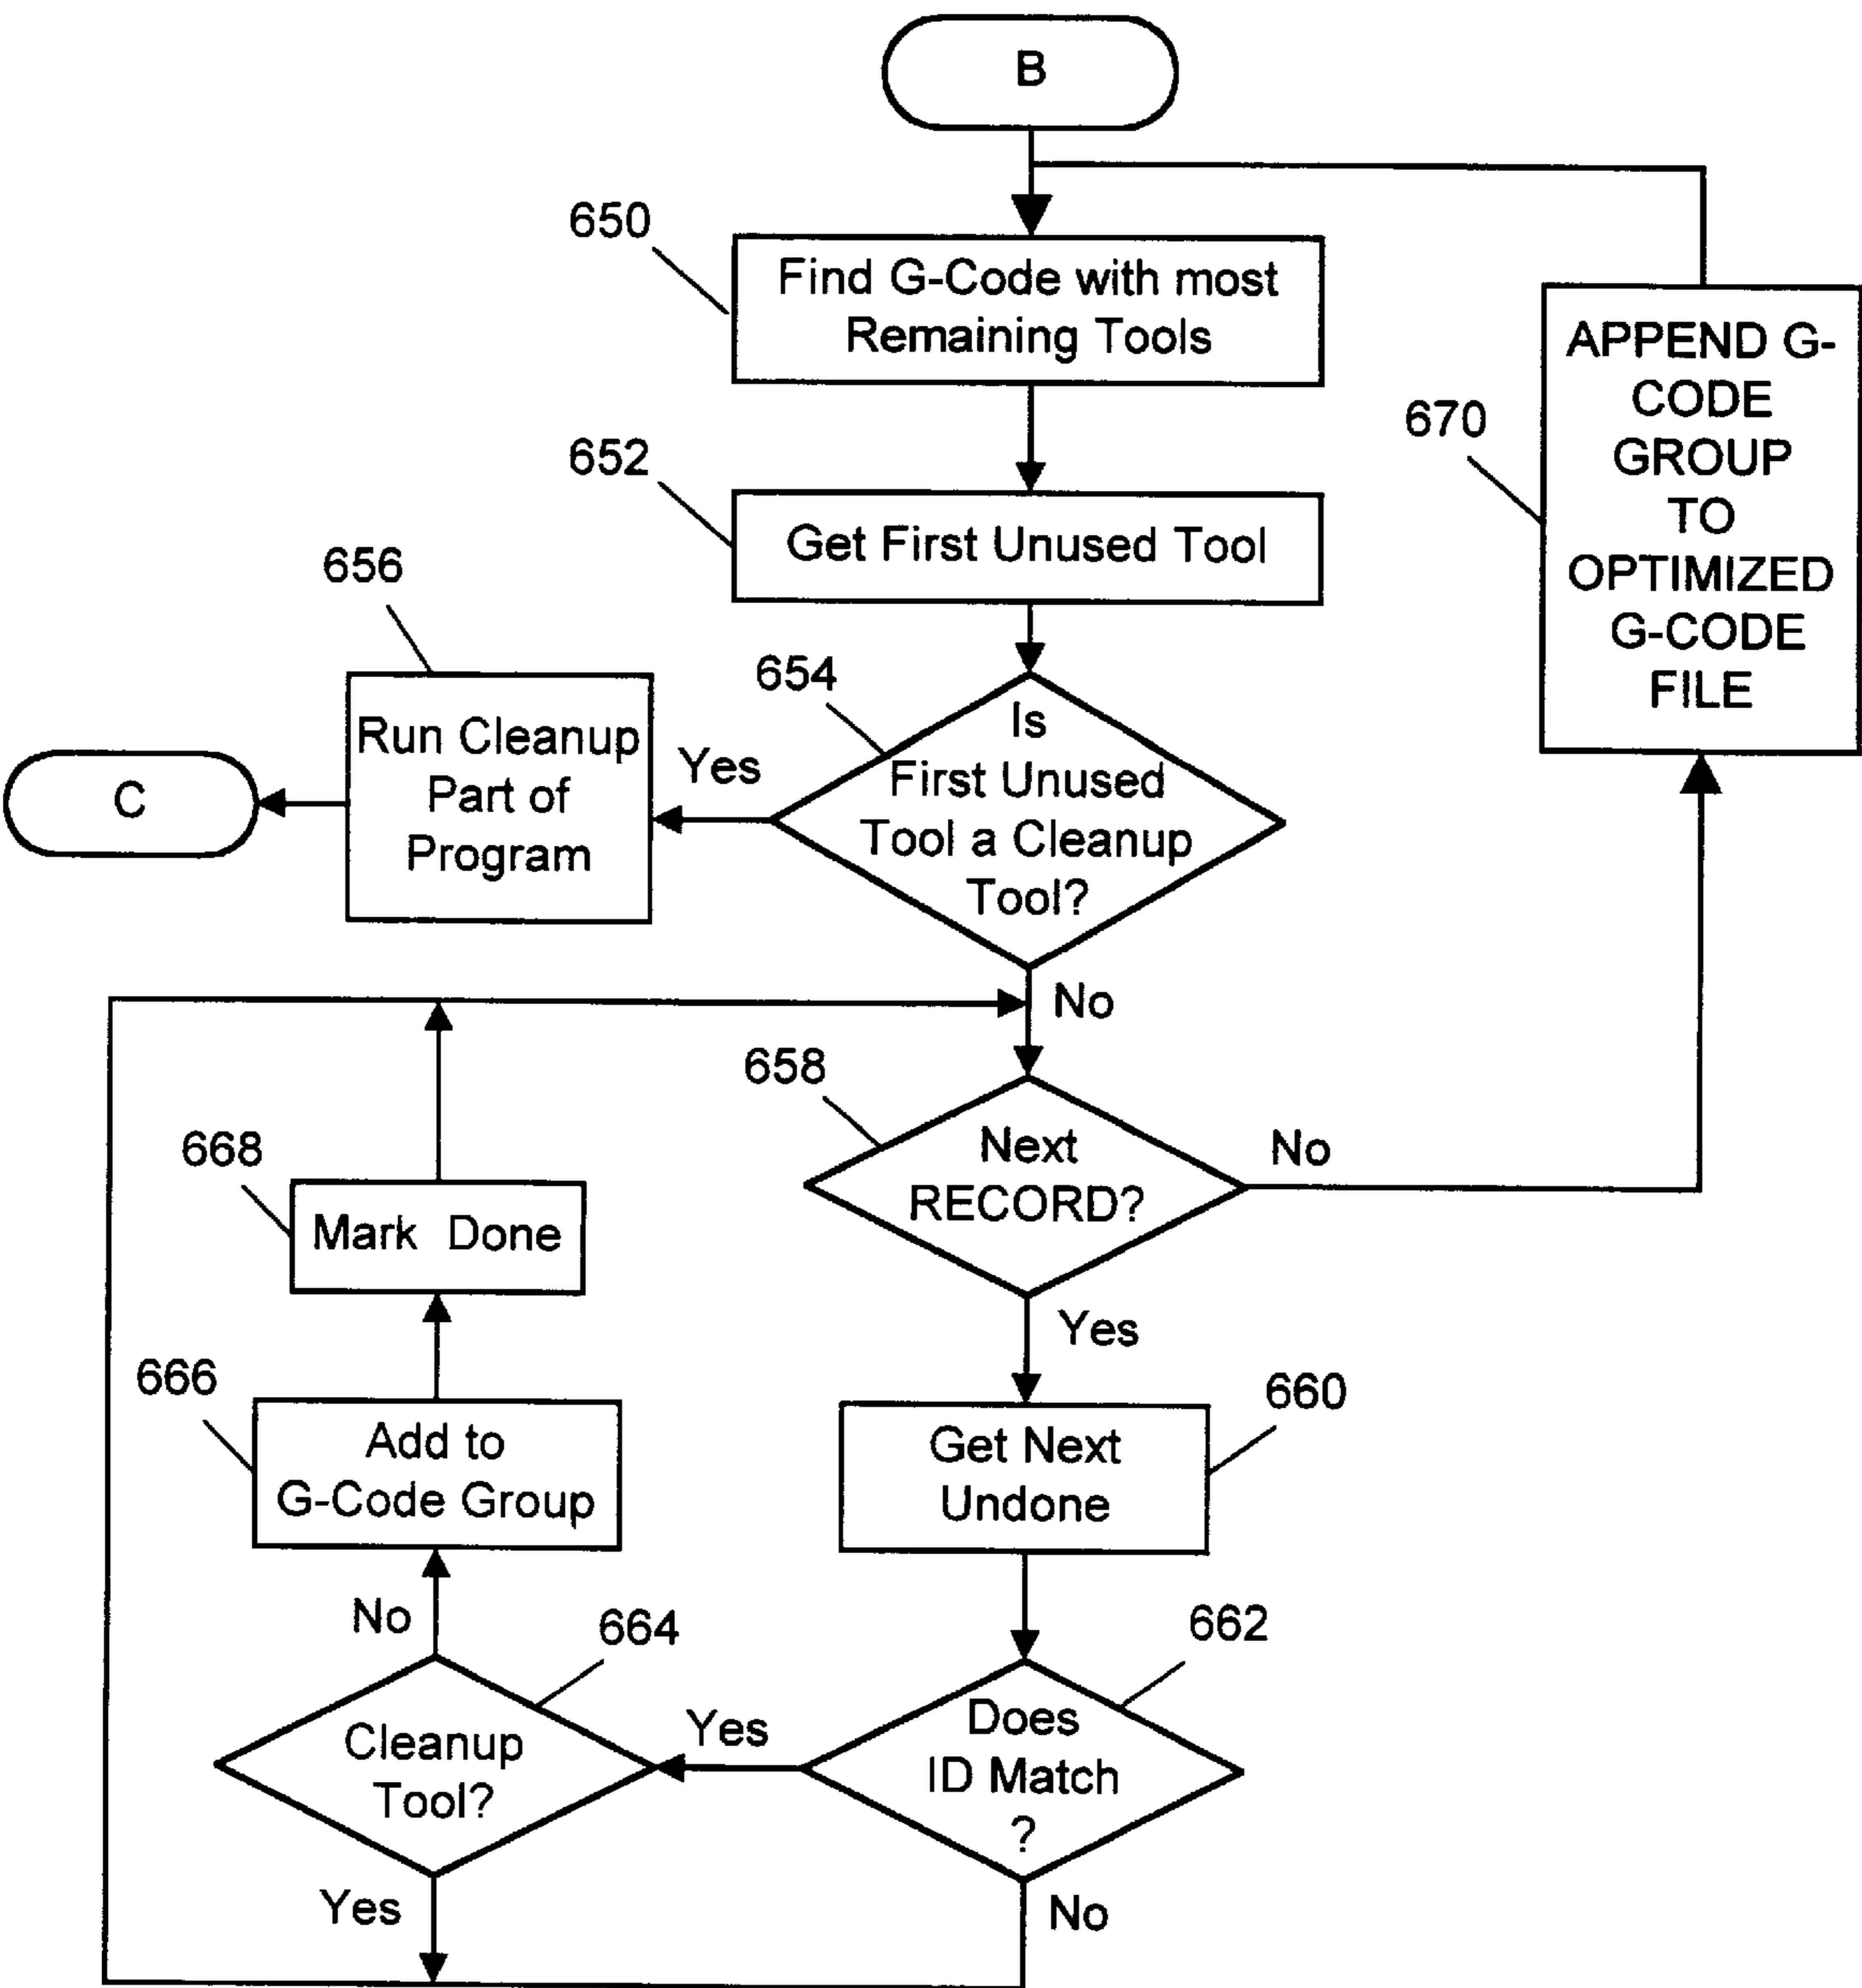 B
650
Find G-Code with most
Remaining Tools
652
Get First Unused Tool
654
Is
First Unused
Tool a Cleanup
Tool?
Yes
656
Run Cleanup
Part of
Program
C
No
658
Next
RECORD?
No
670
APPEND G-
CODE
GROUP
TO
OPTIMIZED
G-CODE
FILE
Yes
660
Get Next
Undone
662
Does
ID Match
?
No
Yes
664
Cleanup
Tool?
Yes
No
666
Add to
G-Code Group
668
Mark Done